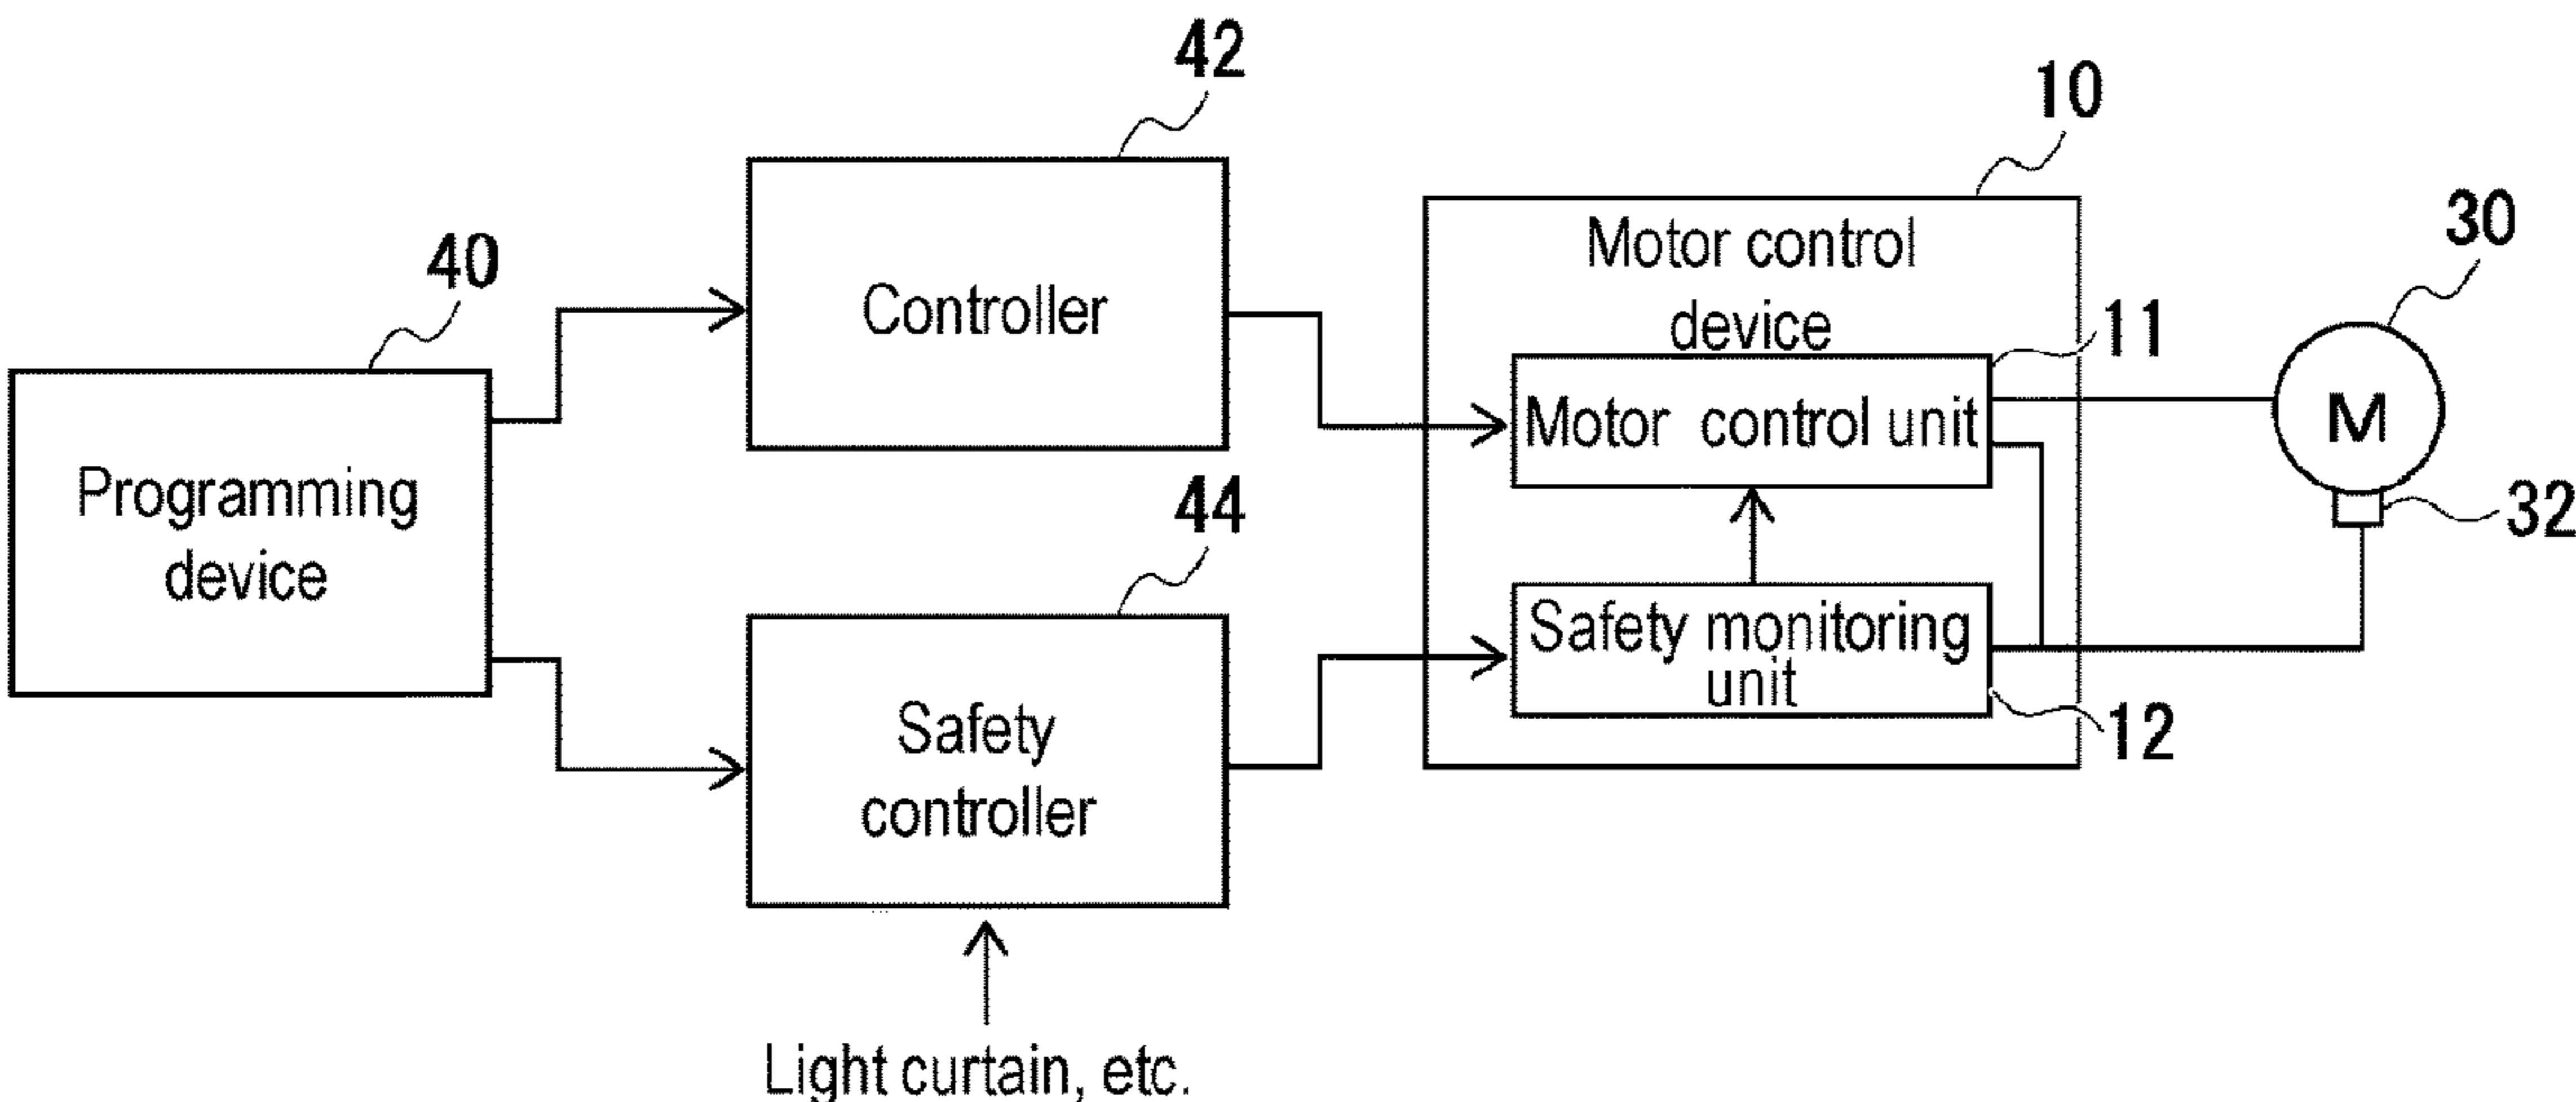 42
10
40
Motor control
device
30
Controller
11
Motor control unit
M
Programming
device
44
32
Safety monitoring
unit
Safety
controller
12
Light curtain, etc.